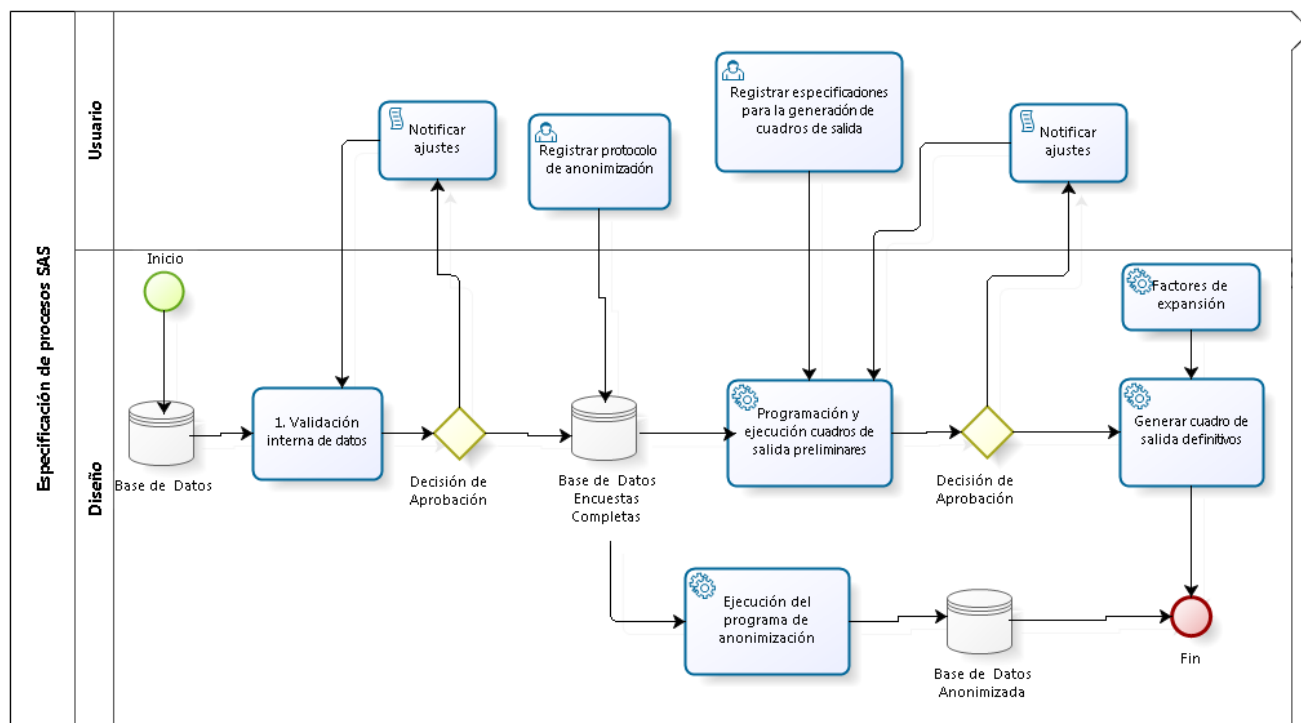 Especificación de procesos SAS
Usuario
Notificar
ajustes
Registrar protocolo
de anonimización
Registrar especificaciones
para la generación de
cuadros de salida
Notificar
ajustes
Diseño
Inicio
Base de Datos
1. Validación
interna de datos
Decisión de
Aprobación
Base de Datos
Encuestas
Completas
Programación y
ejecución cuadros de
salida preliminares
Decisión de
Aprobación
Factores de
expansión
Generar cuadro de
salida definitivos
Ejecución del
programa de
anonimización
Base de Datos
Anonimizada
Fin